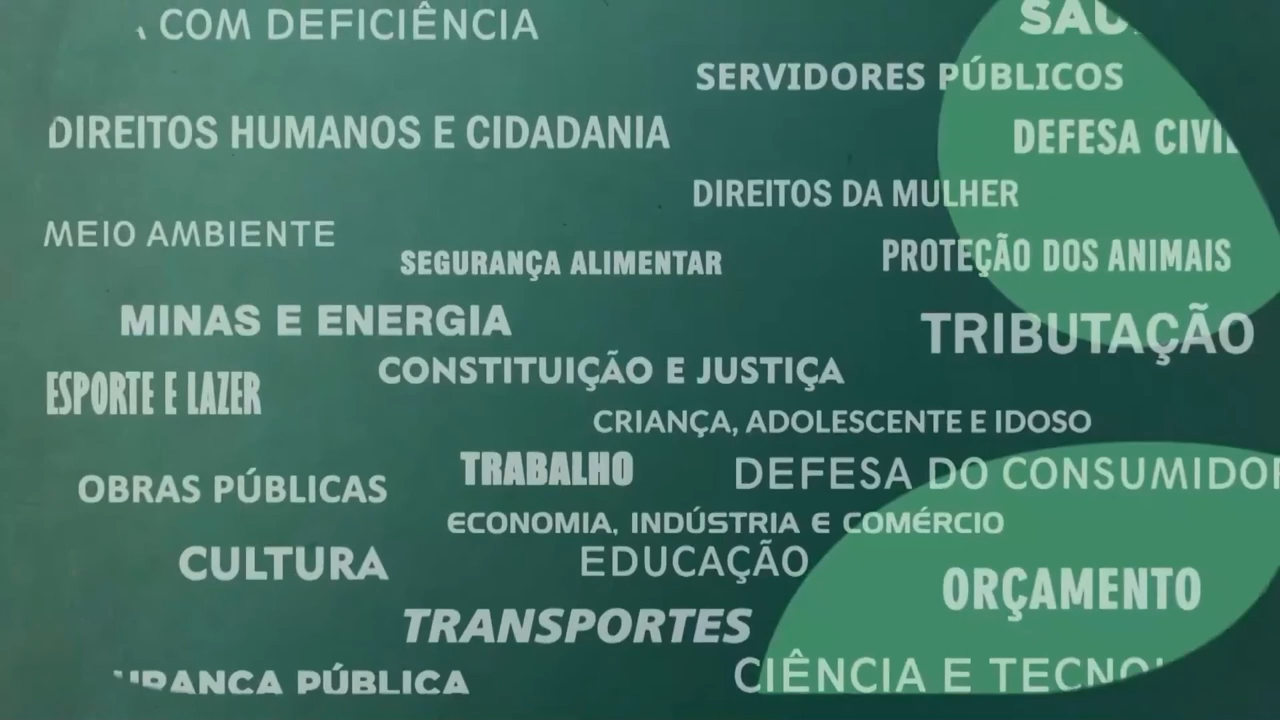 COM DEFICIÊNCIA
SERVIDORES PÚBLICOS
DIREITOS HUMANOS E CIDADANIA
DEFESA CIVIL
DIREITOS DA MULHER
MEIO AMBIENTE
SEGURANÇA ALIMENTAR
PROTEÇÃO DOS ANIMAIS
MINAS E ENERGIA
TRIBUTAÇÃO
CONSTITUIÇÃO E JUSTIÇA
ESPORTE E LAZER
CRIANÇA, ADOLESCENTE E IDOSO
TRABALHO
DEFESA DO CONSUMIDOR
OBRAS PÚBLICAS
ECONOMIA, INDÚSTRIA E COMÉRCIO
CULTURA
EDUCAÇÃO
ORÇAMENTO
TRANSPORTES
PÚBLICA
CIÊNCIA E